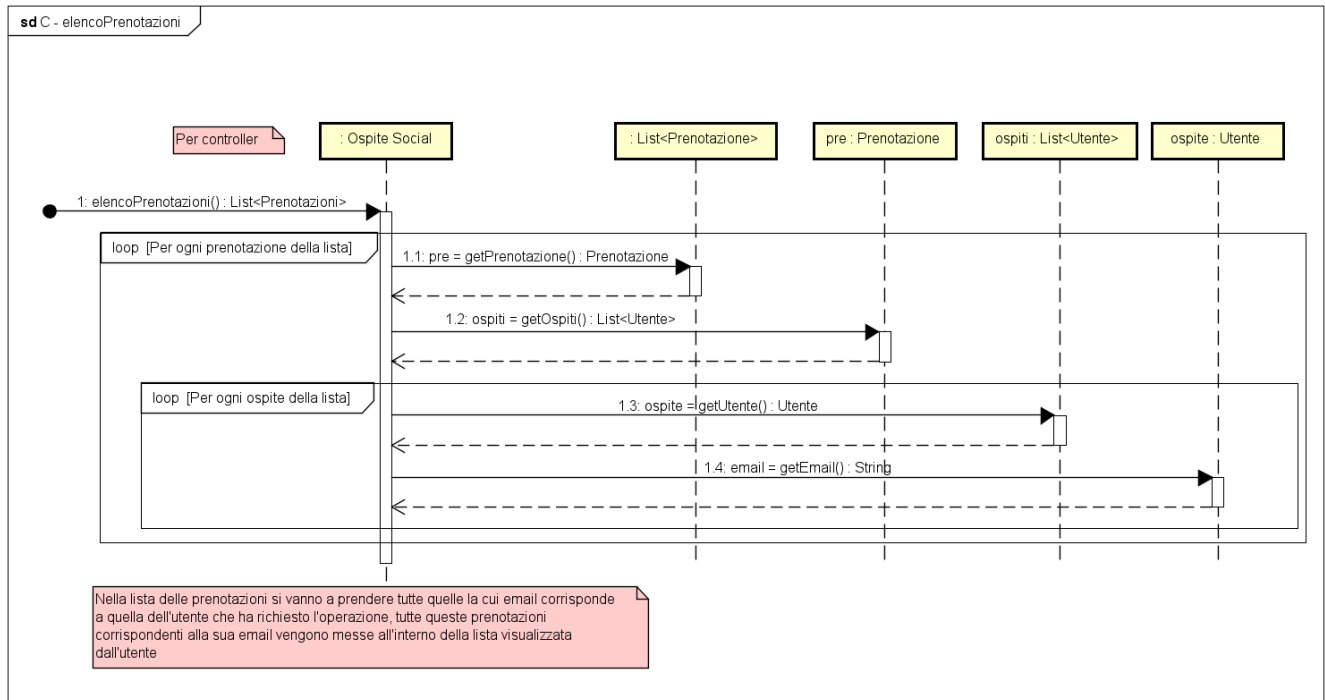 sd C - elencoPrenotazioni
Per controller
: Ospite Social
: List<Prenotazione>
pre : Prenotazione
ospiti : List<Utente>
ospite : Utente
1: elencoPrenotazioni() : List<Prenotazioni>
loop [Per ogni prenotazione della lista]
1.1: pre = getPrenotazione() : Prenotazione
1.2: ospiti = getOspiti() : List<Utente>
loop [Per ogni ospite della lista]
1.3: ospite = getUtente() : Utente
1.4: email = getEmail() : String
Nella lista delle prenotazioni si vanno a prendere tutte quelle la cui email corrisponde
a quella dell'utente che ha richiesto l'operazione, tutte queste prenotazioni
corrispondenti alla sua email vengono messe all'interno della lista visualizzata
dall'utente